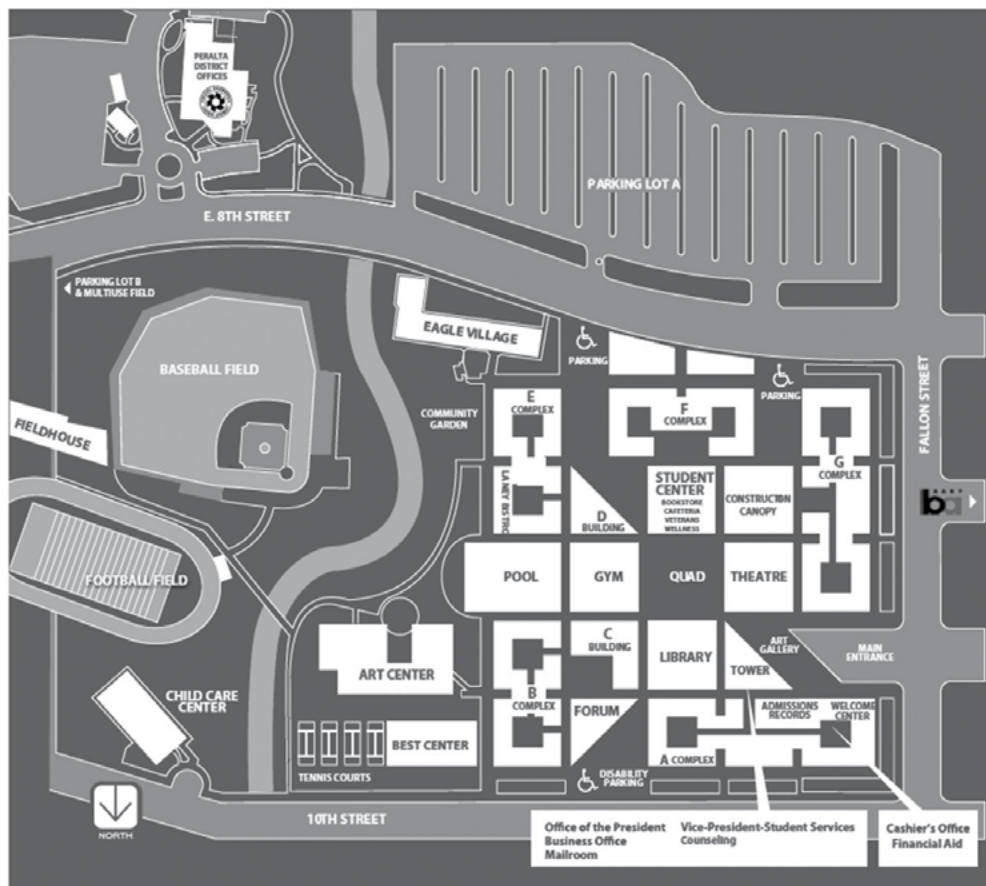 PERALTA
DISTRICT
OFFICES
PARKING LOT A
E. 8TH STREET
PARKING LOT B
& MULTIUSE FIELD
EAGLE VILLAGE
PARKING
BASEBALL FIELD
PARKING
E
COMPLEX
F
COMPLEX
COMMUNITY
GARDEN
FALLON STREET
FIELDHOUSE
G
COMPLEX
LANEY BISTRO
STUDENT
CENTER
BOOKSTORE
CAFETERIA
VETERANS
WELLNESS
CONSTRUCTION
CANOPY
BART
ba
D
BUILDING
FOOTBALL FIELD
POOL
GYM
QUAD
THEATRE
C
BUILDING
ART
GALLERY
MAIN
ENTRANCE
LIBRARY
TOWER
ART CENTER
CHILD CARE
CENTER
B
COMPLEX
FORUM
ADMISSIONS
RECORDS
WELCOME
CENTER
BEST CENTER
A COMPLEX
TENNIS COURTS
DISABILITY
PARKING
NORTH
10TH STREET
Office of the President
Business Office
Mailroom
Vice-President-Student Services
Counseling
Cashier's Office
Financial Aid